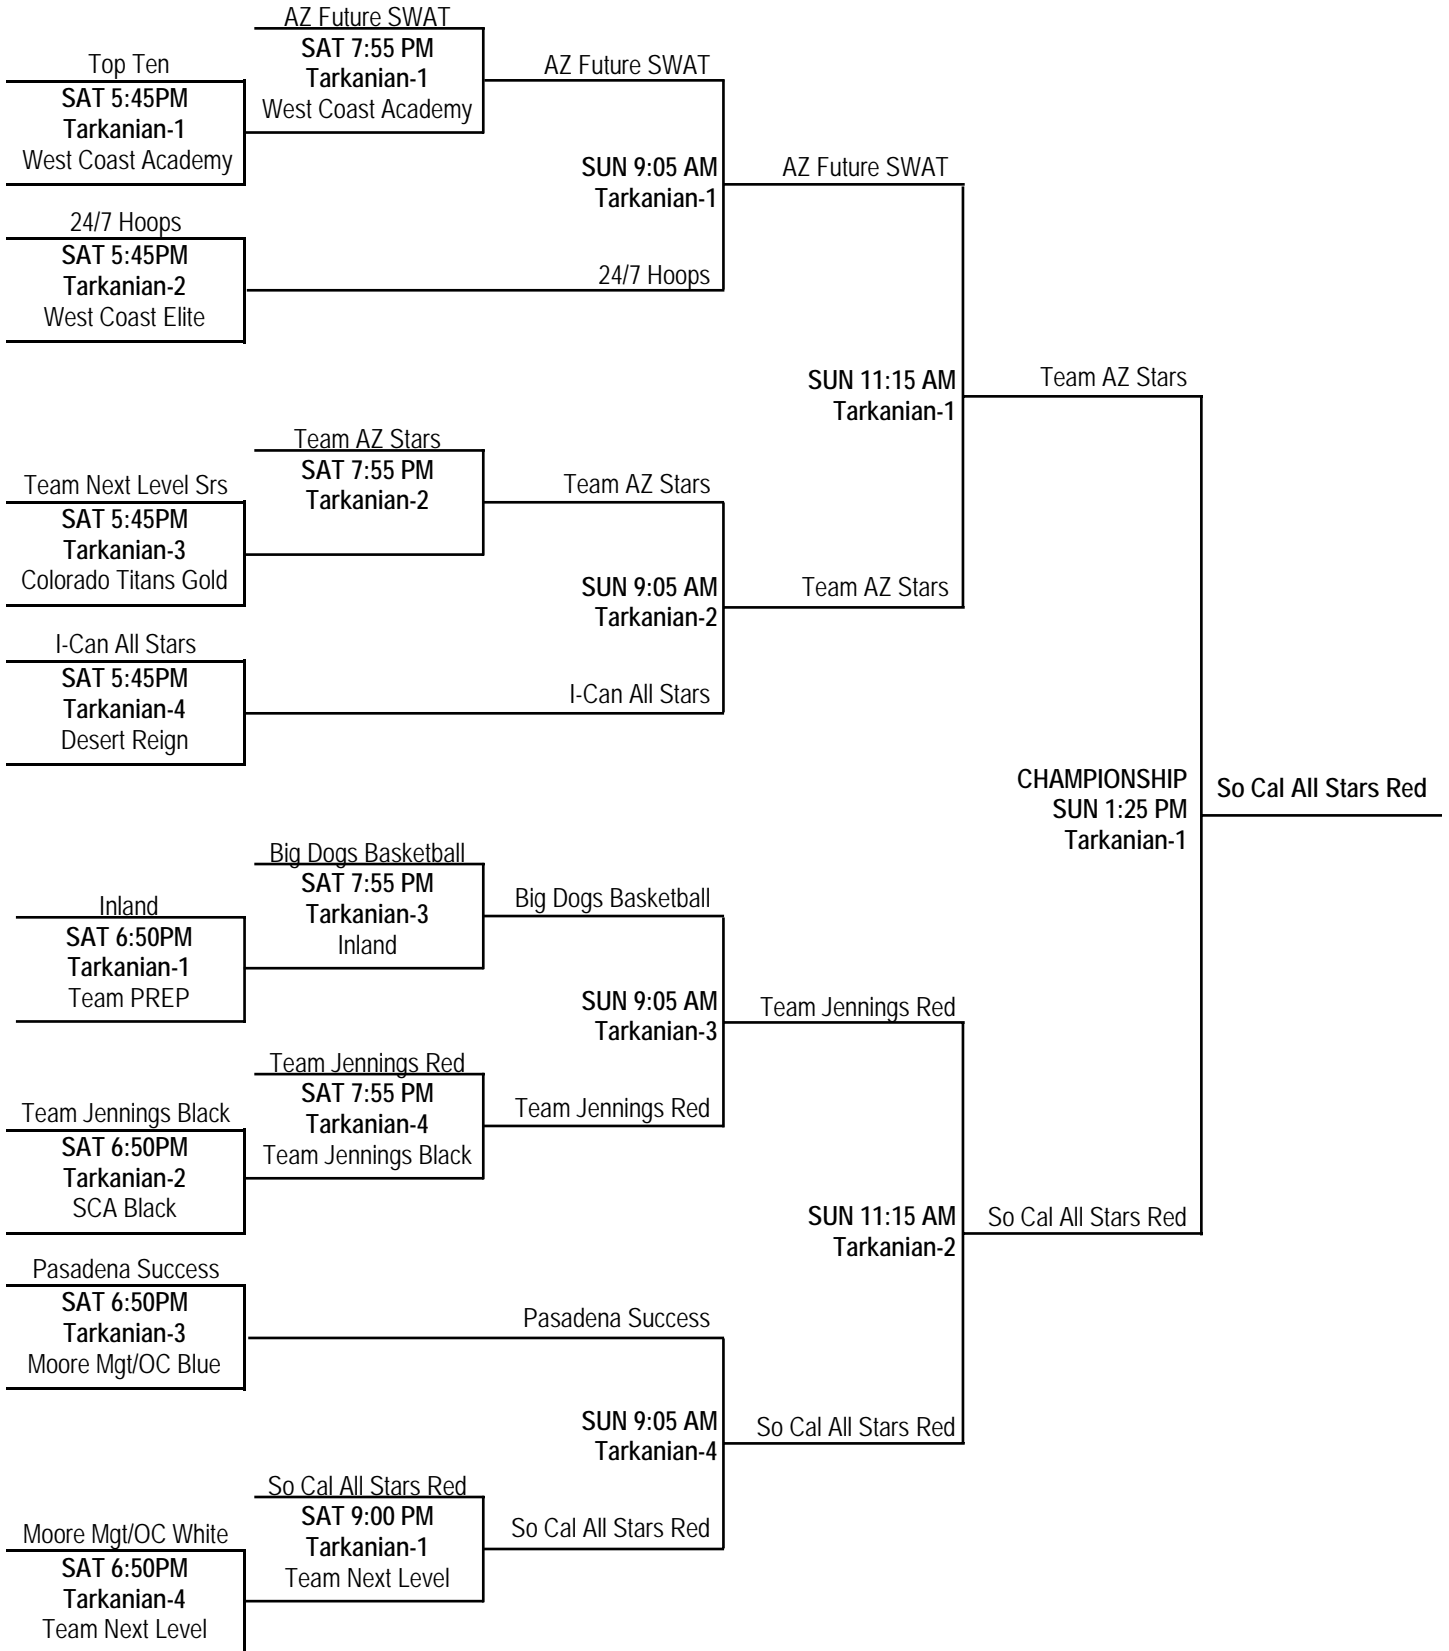 AZ Future SWAT
SAT 7:55 PM
Tarkanian-1
West Coast Academy
Top Ten
SAT 5:45PM
Tarkanian-1
West Coast Academy
AZ Future SWAT
SUN 9:05 AM
Tarkanian-1
AZ Future SWAT
24/7 Hoops
SAT 5:45PM
Tarkanian-2
West Coast Elite
24/7 Hoops
SUN 11:15 AM
Tarkanian-1
Team AZ Stars
Team AZ Stars
SAT 7:55 PM
Tarkanian-2
Team Next Level Srs
SAT 5:45PM
Tarkanian-3
Colorado Titans Gold
Team AZ Stars
SUN 9:05 AM
Tarkanian-2
Team AZ Stars
I-Can All Stars
SAT 5:45PM
Tarkanian-4
Desert Reign
I-Can All Stars
CHAMPIONSHIP
SUN 1:25 PM
Tarkanian-1
So Cal All Stars Red
Big Dogs Basketball
SAT 7:55 PM
Tarkanian-3
Inland
Inland
SAT 6:50PM
Tarkanian-1
Team PREP
Big Dogs Basketball
SUN 9:05 AM
Tarkanian-3
Team Jennings Red
Team Jennings Red
SAT 7:55 PM
Tarkanian-4
Team Jennings Black
Team Jennings Black
SAT 6:50PM
Tarkanian-2
SCA Black
Team Jennings Red
SUN 11:15 AM
Tarkanian-2
So Cal All Stars Red
Pasadena Success
SAT 6:50PM
Tarkanian-3
Moore Mgt/OC Blue
Pasadena Success
SUN 9:05 AM
Tarkanian-4
So Cal All Stars Red
So Cal All Stars Red
SAT 9:00 PM
Tarkanian-1
Team Next Level
So Cal All Stars Red
Moore Mgt/OC White
SAT 6:50PM
Tarkanian-4
Team Next Level